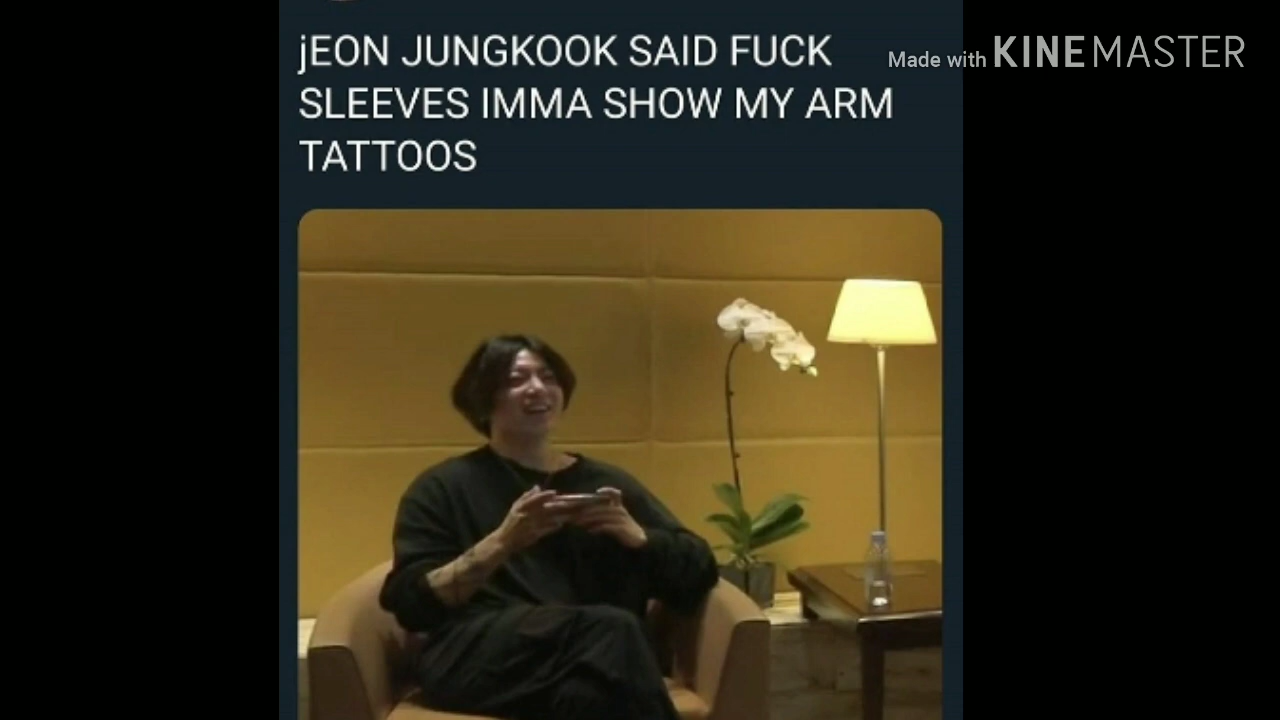 jEON JUNGKOOK SAID FUCK
SLEEVES IMMA SHOW MY ARM
TATTOOS
Made with KINEMASTER